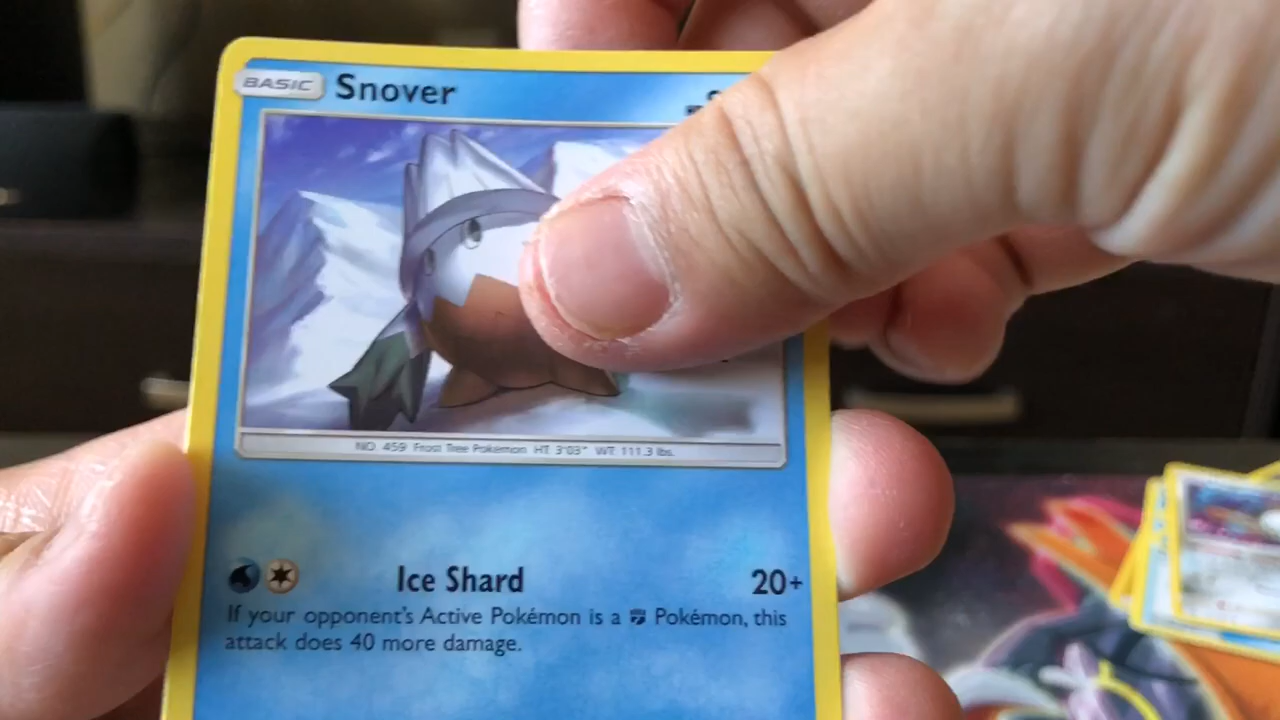 BASIC Snover
NO. 459 Frost Tree Pokémon HT 3'03" WT 111.3 lbs.
Ice Shard 20+
If your opponent's Active Pokémon is a Pokémon, this
attack does 40 more damage.